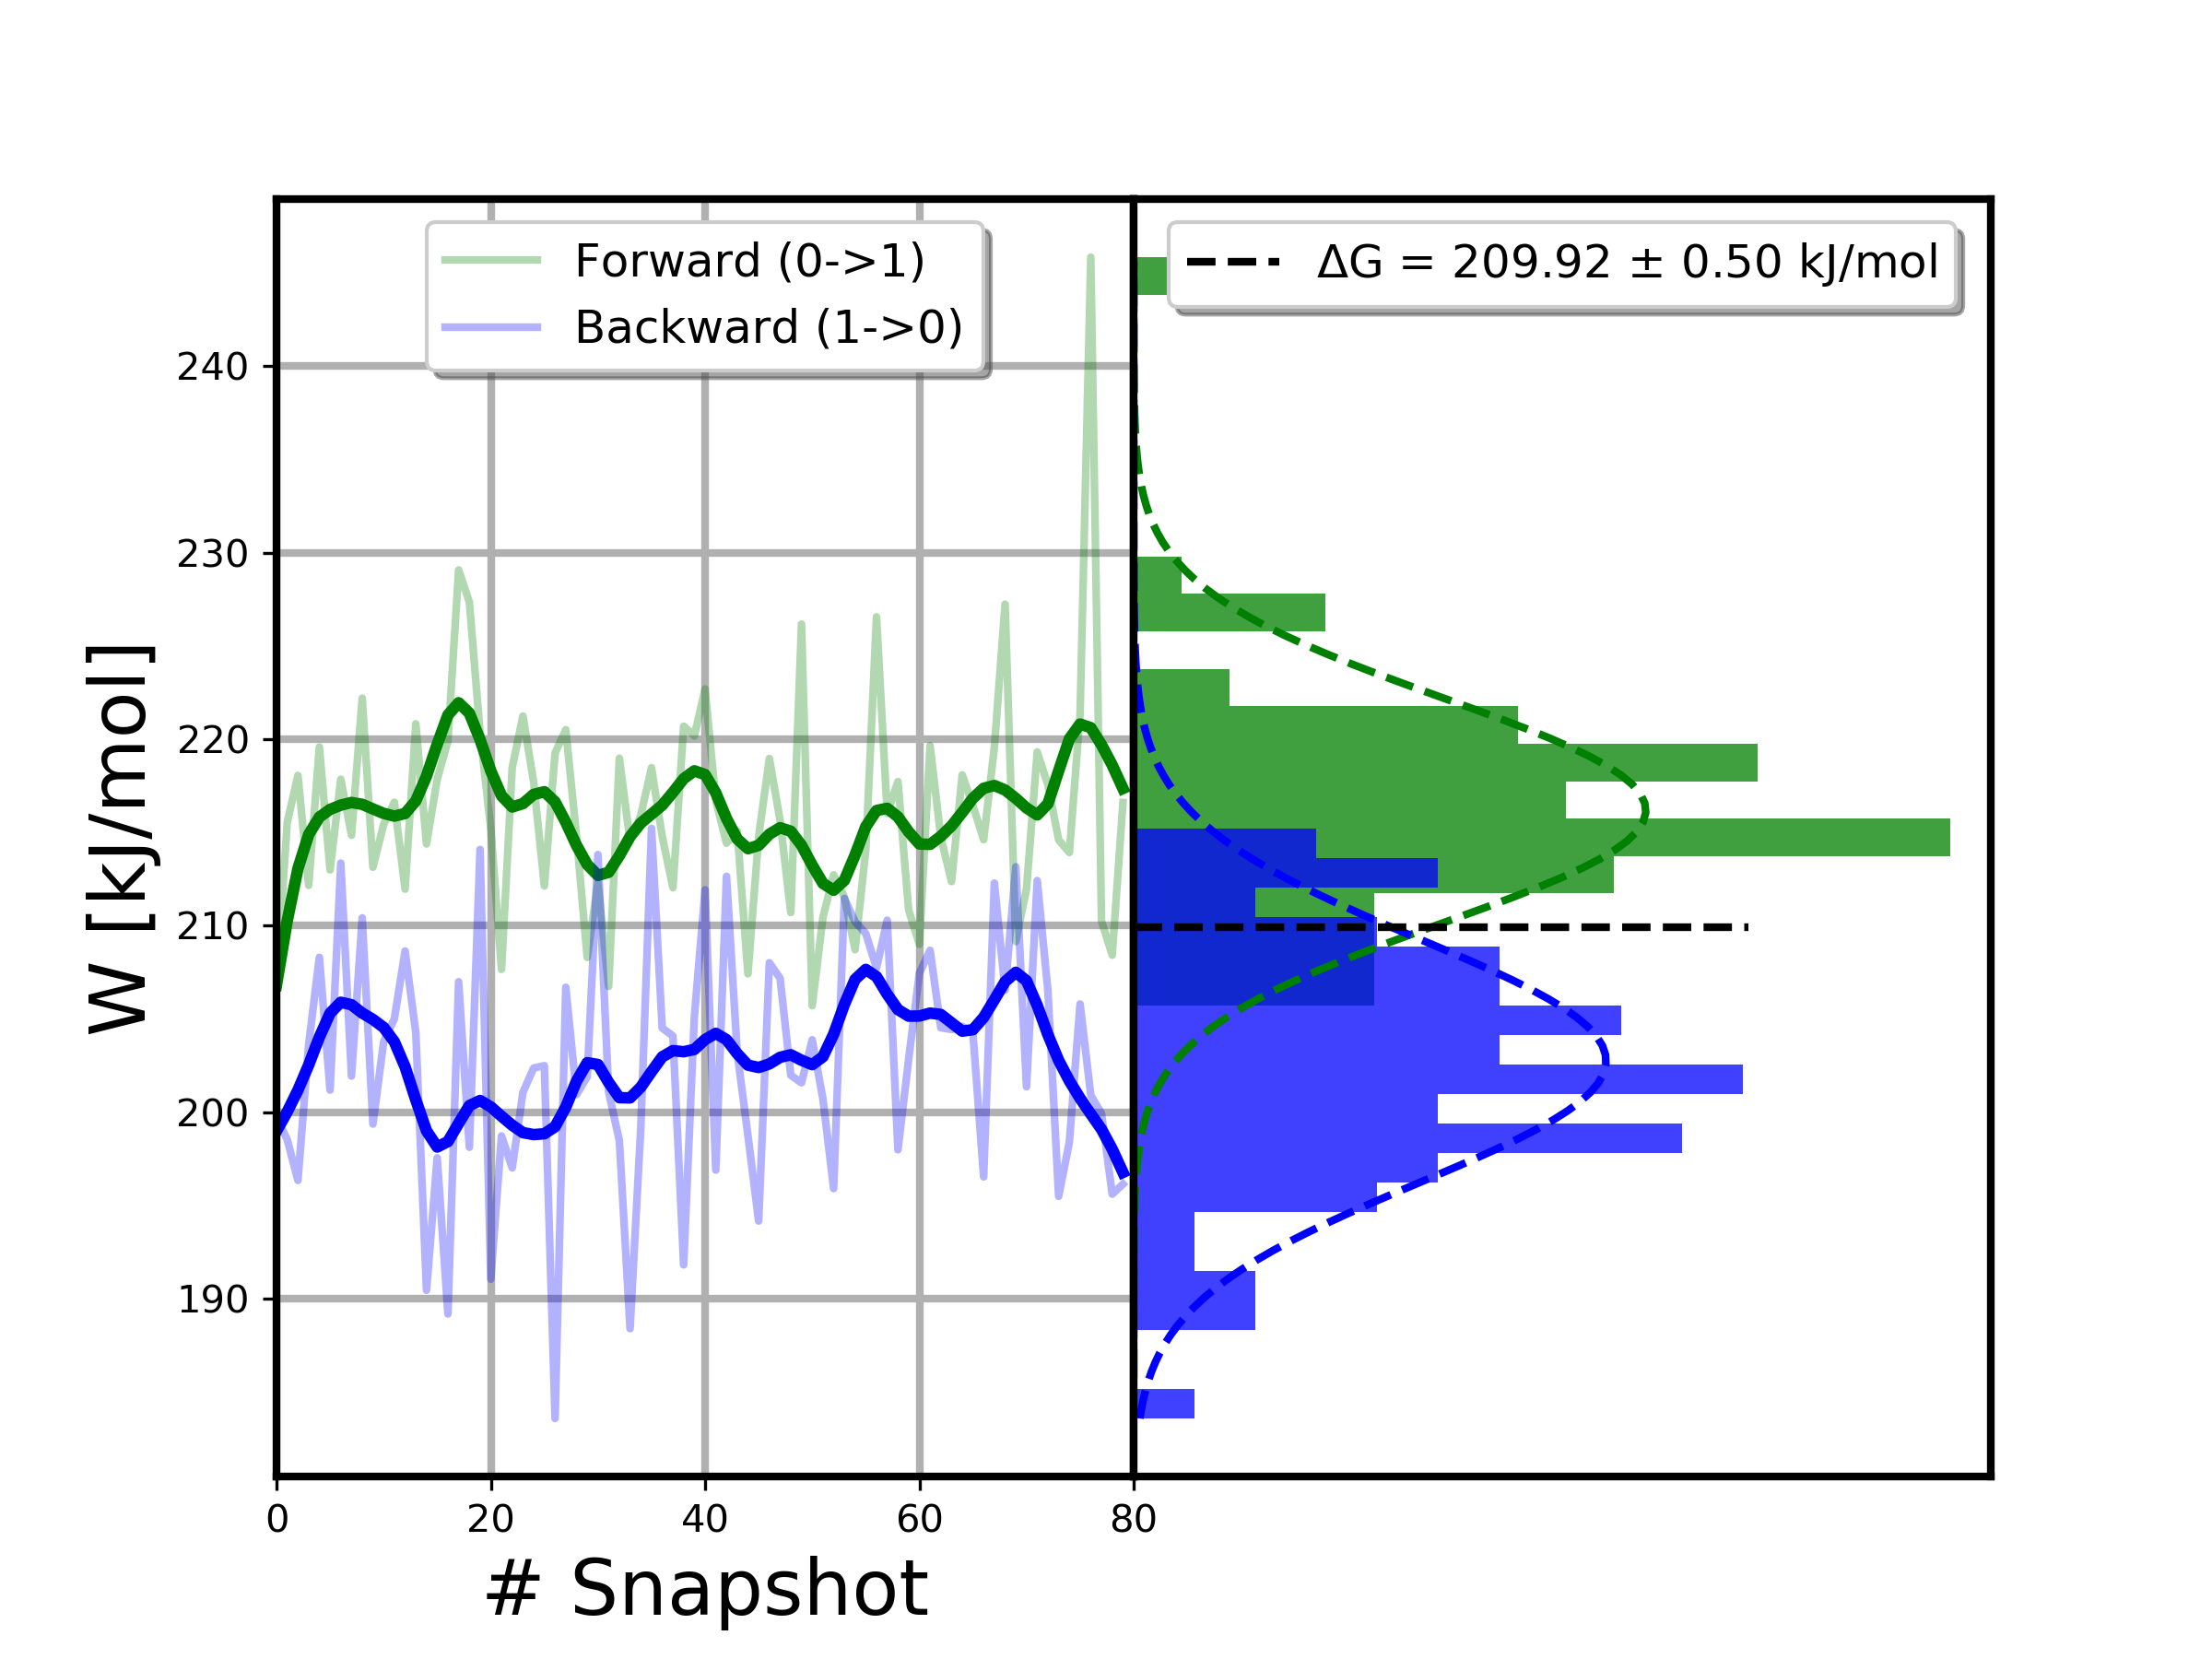 Forward (0->1)
Backward (1->0)
ΔG = 209.92 ± 0.50 kJ/mol
W [kJ/mol]
240
230
220
210
200
190
0 20 40 60 80
# Snapshot